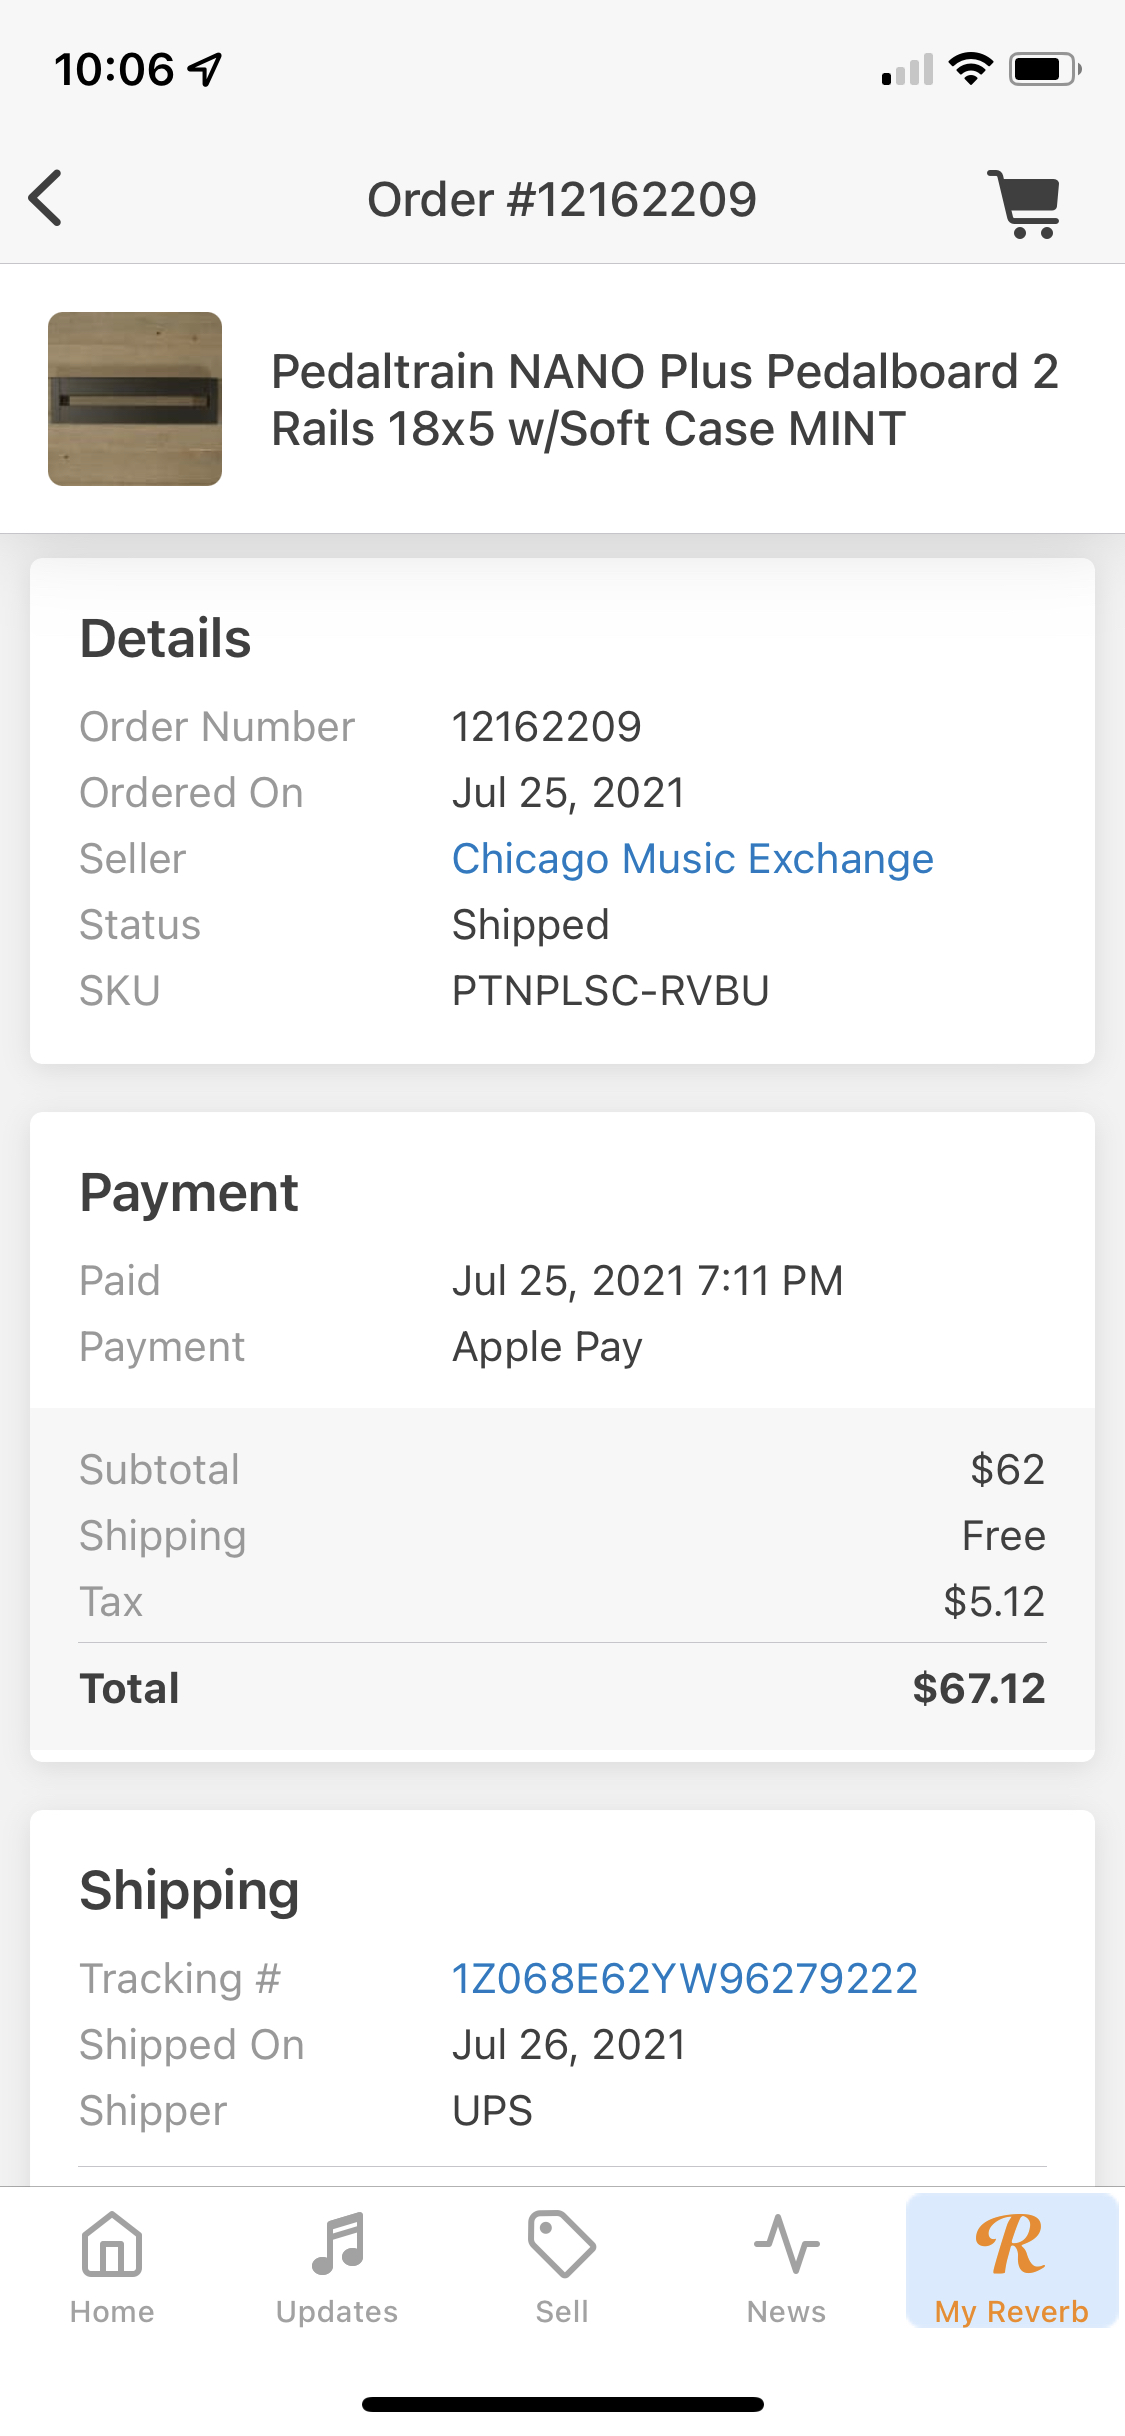 10:06
Order #12162209
Pedaltrain NANO Plus Pedalboard 2
Rails 18x5 w/Soft Case MINT
Details
Order Number 12162209
Ordered On Jul 25, 2021
Seller Chicago Music Exchange
Status Shipped
SKU PTNPLSC-RVBU
Payment
Paid Jul 25, 2021 7:11 PM
Payment Apple Pay
Subtotal $62
Shipping Free
Tax $5.12
Total $67.12
Shipping
Tracking # 1Z068E62YW96279222
Shipped On Jul 26, 2021
Shipper UPS
Home Updates Sell News My Reverb